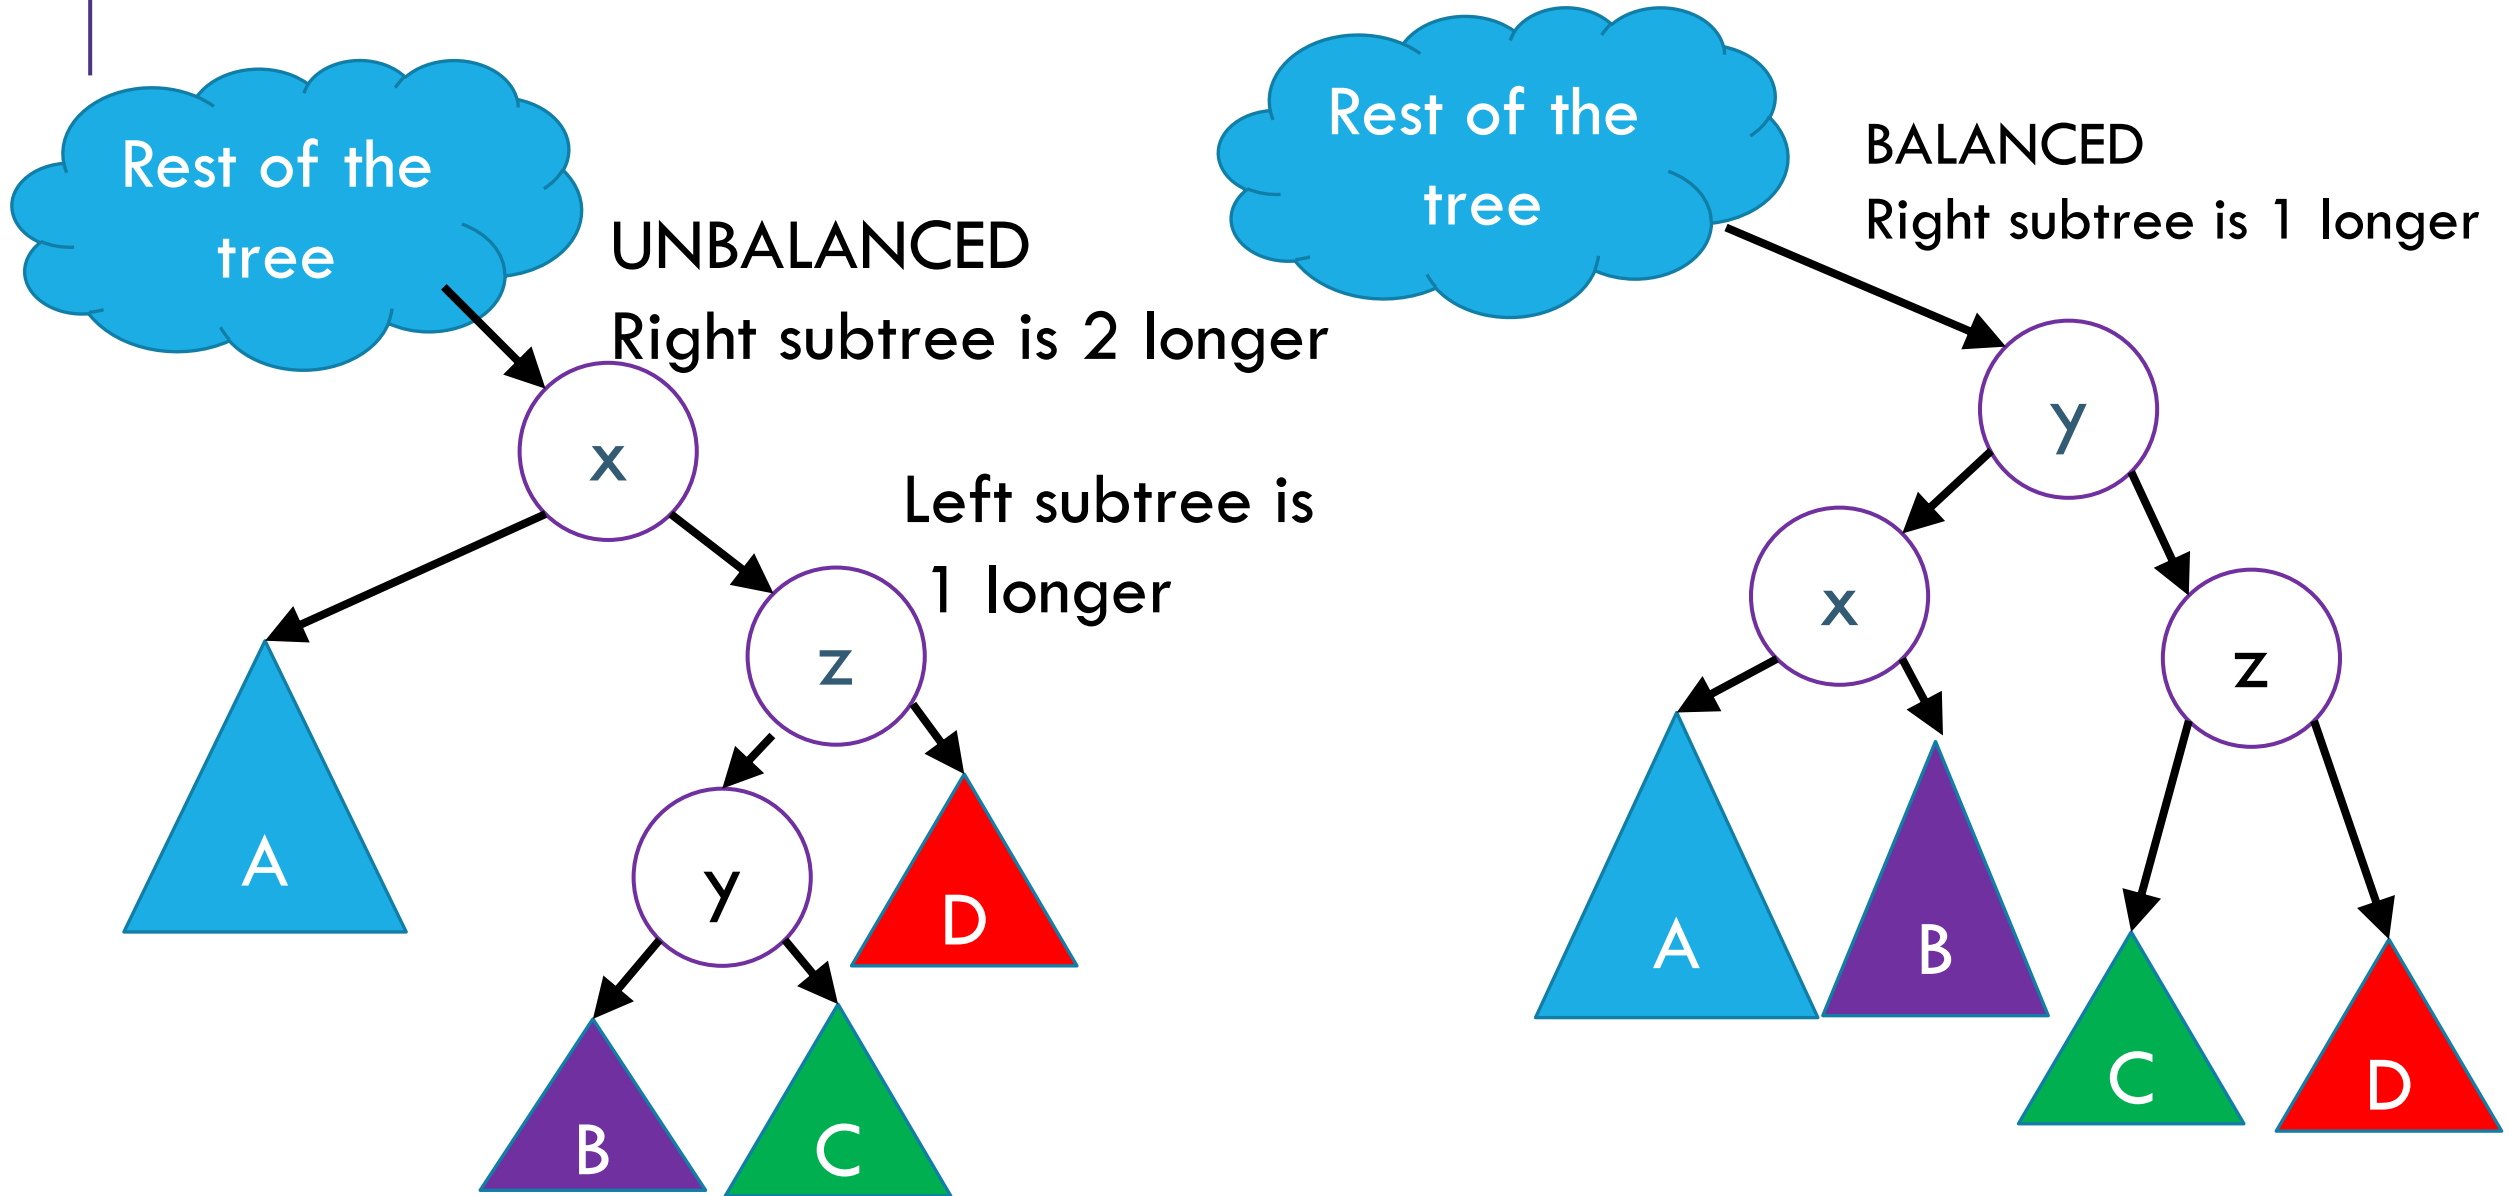 Rest of the
tree
UNBALANCED
Right subtree is 2 longer
x
Left subtree is
1 longer
z
A
y
D
B
C
Rest of the
tree
BALANCED
Right subtree is 1 longer
y
x
z
A
B
C
D